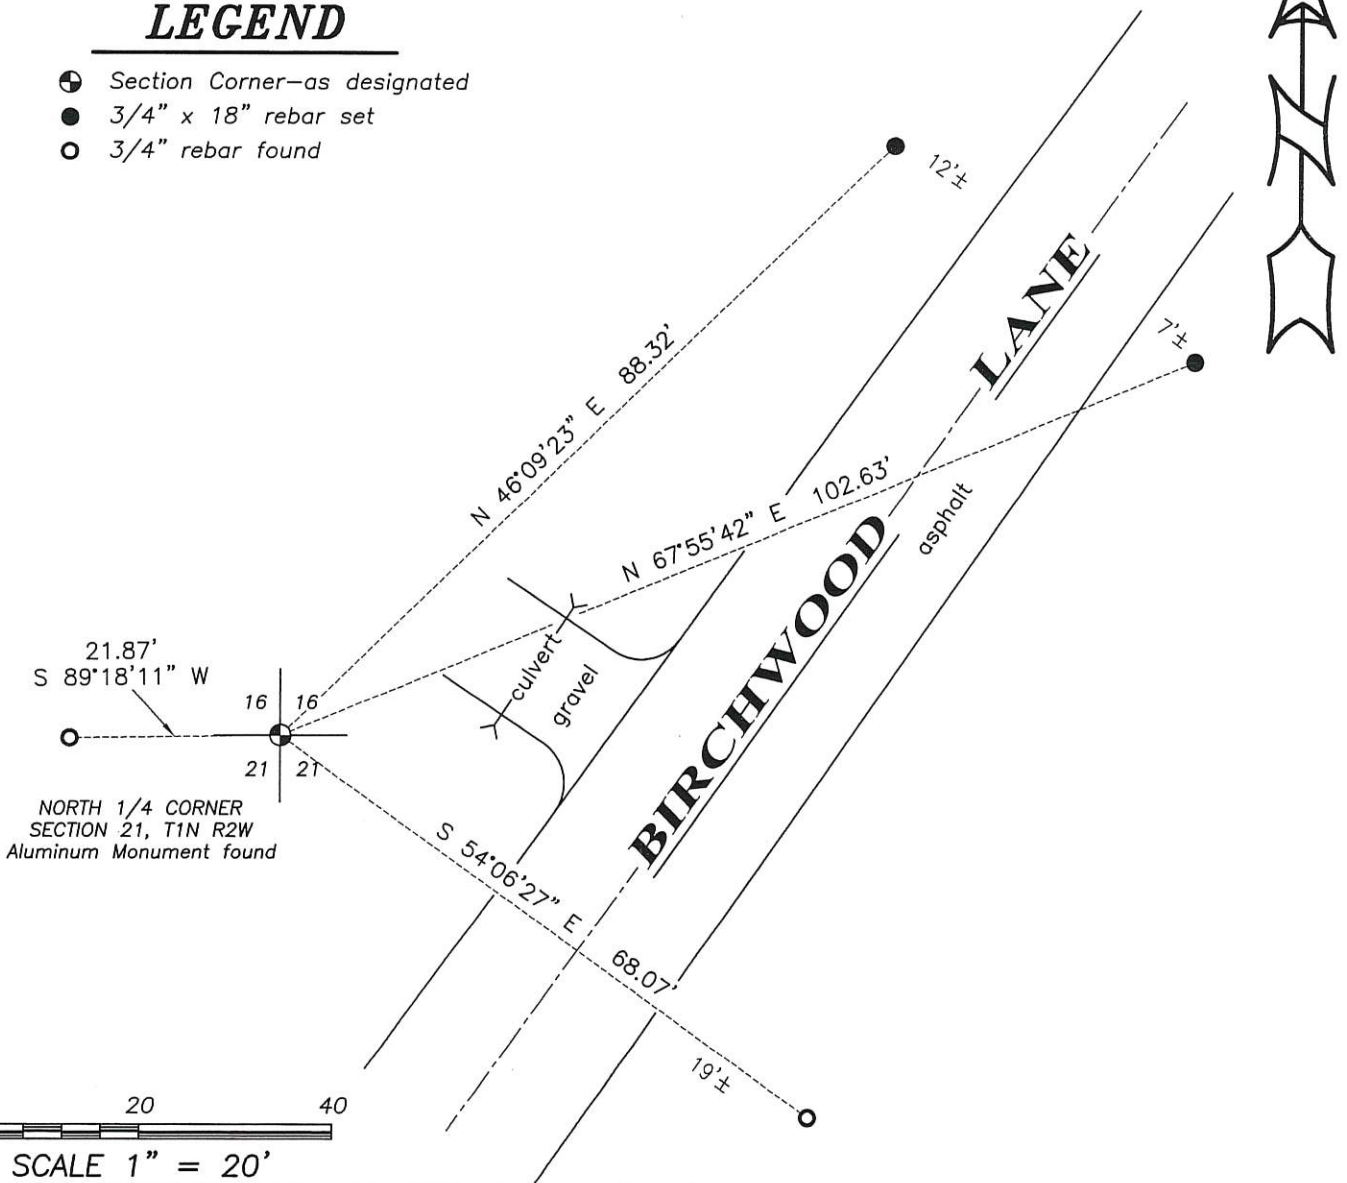 LEGEND
Section Corner-as designated
3/4" x 18" rebar set
3/4" rebar found
N
12'±
LANE
7'±
N 46°09'23" E 88.32'
N 67°55'42" E 102.63'
asphalt
BIRCHWOOD
culvert
gravel
21.87'
S 89°18'11" W
16 16
21 21
NORTH 1/4 CORNER
SECTION 21, T1N R2W
Aluminum Monument found
S 54°06'27" E 68.07'
19'±
20 40
SCALE 1" = 20'